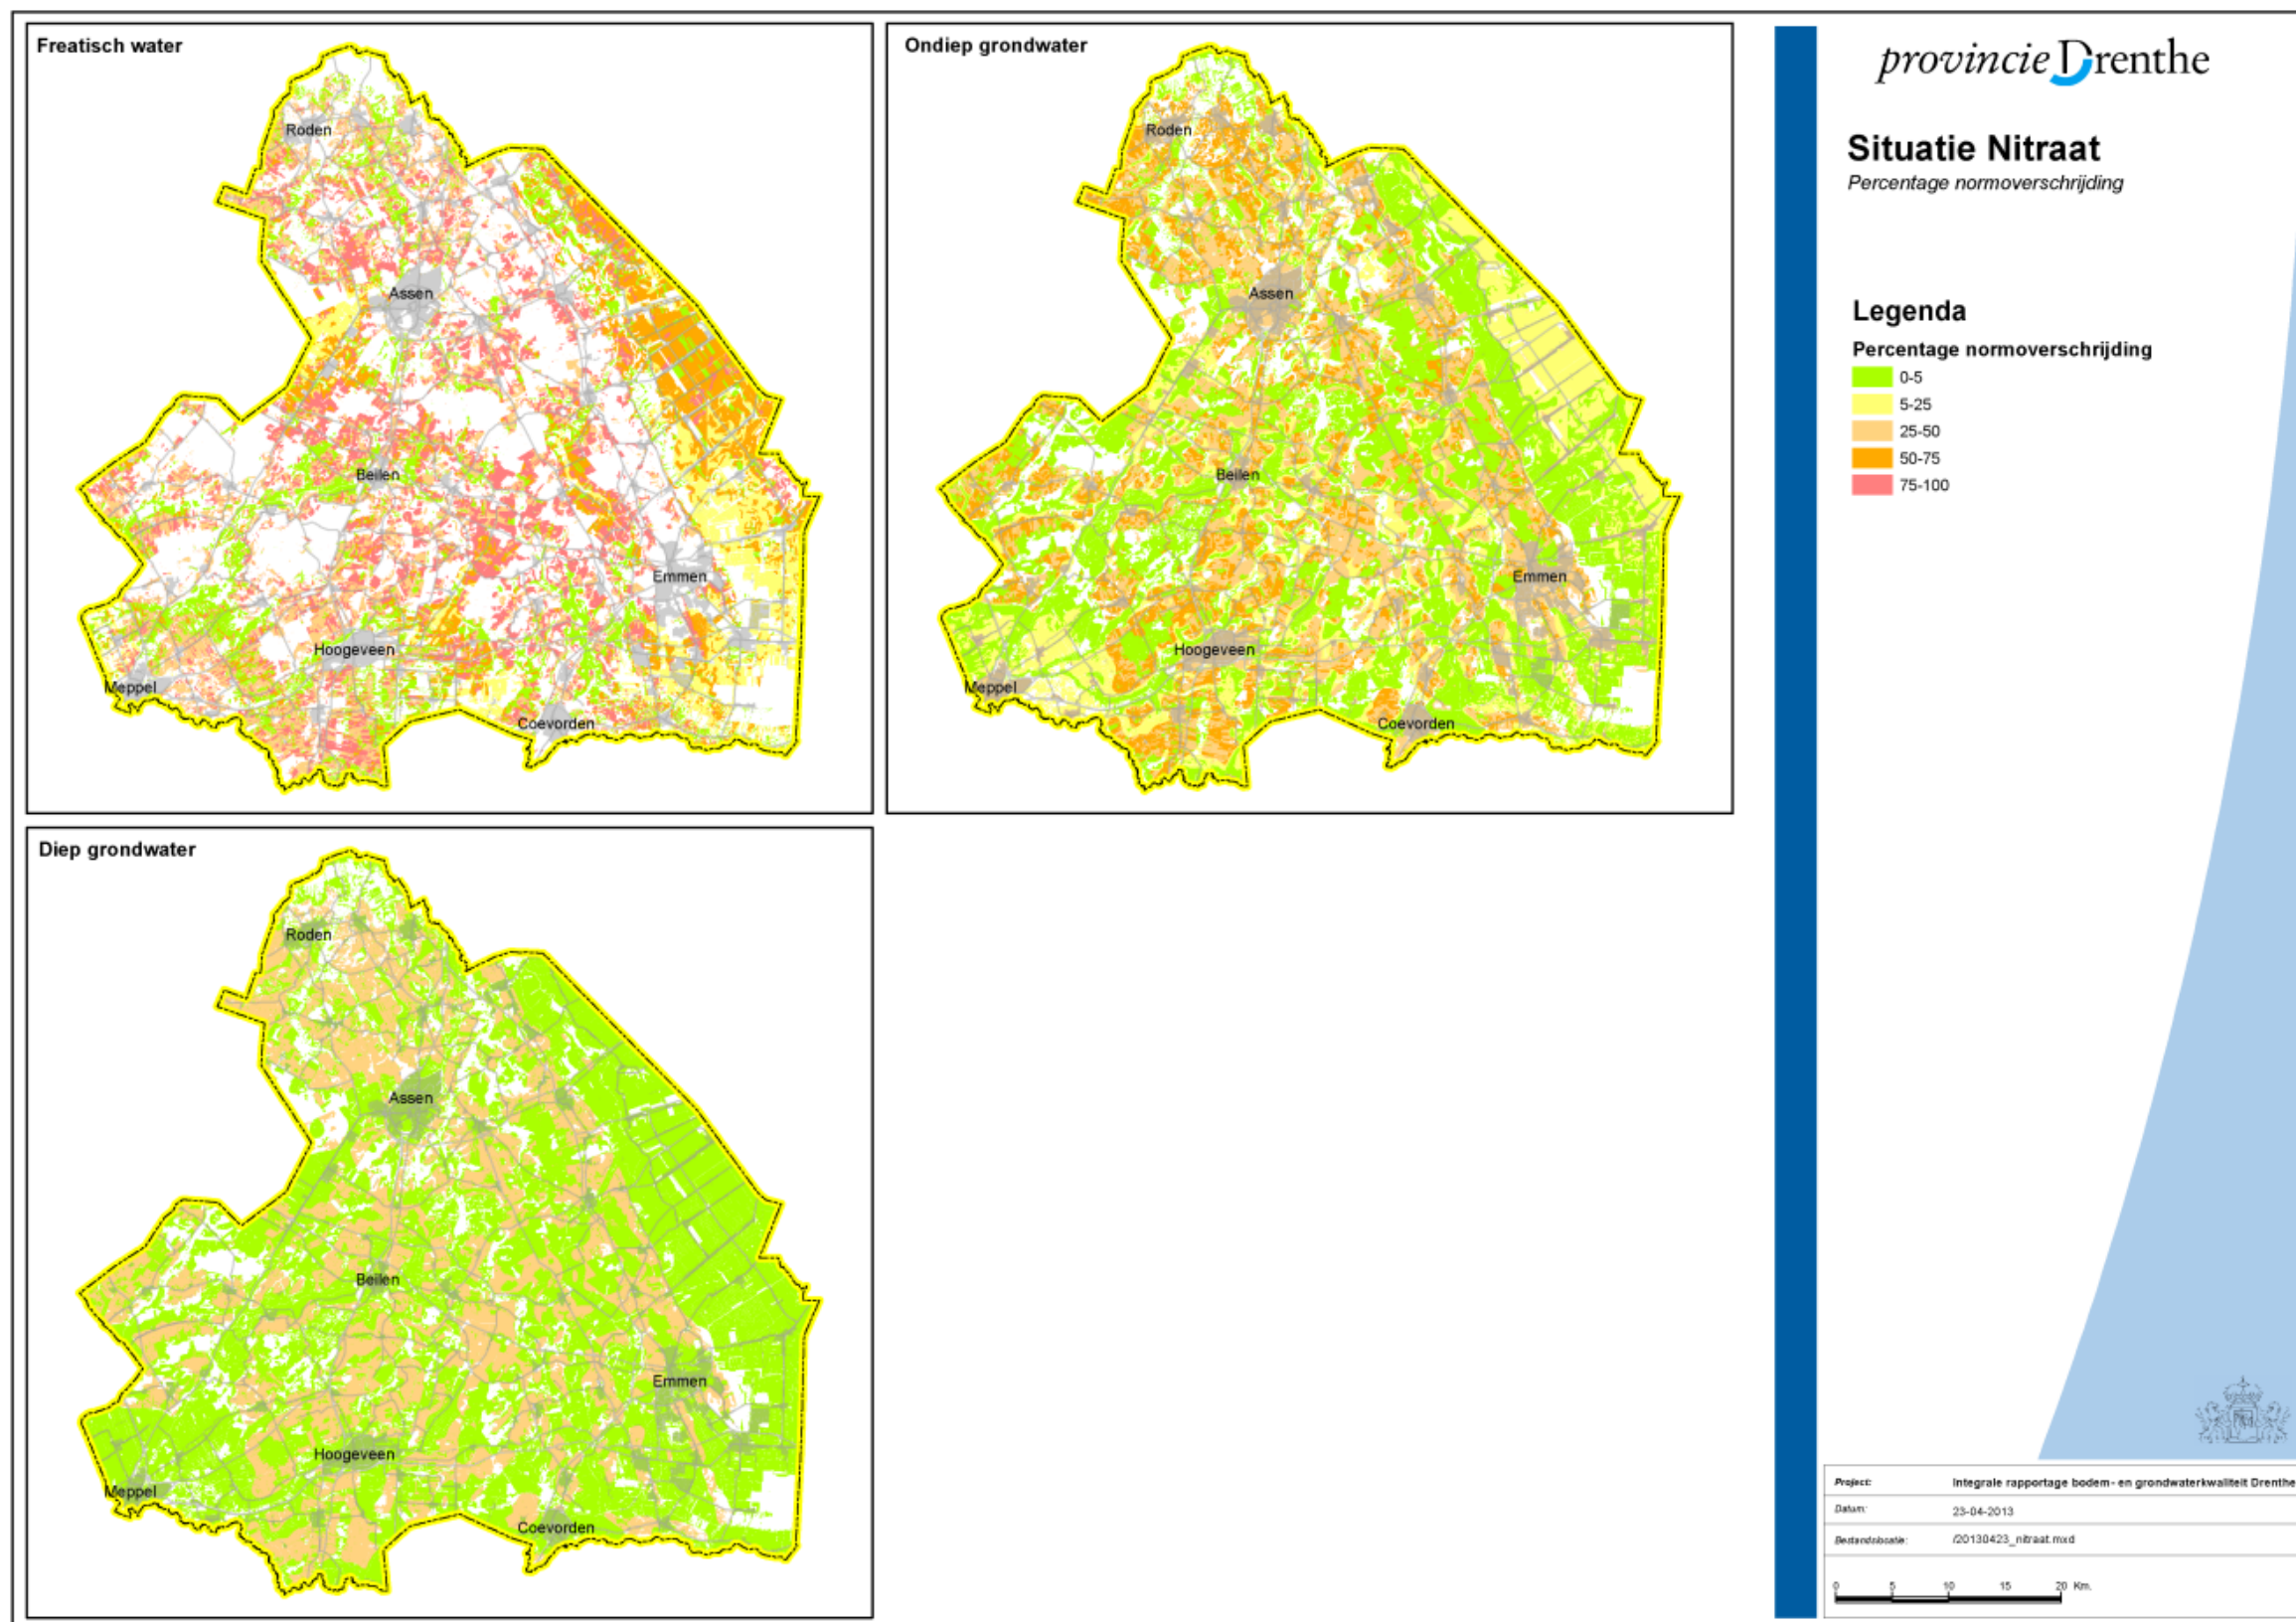 Freatisch water
Roden
Assen
Beilen
Emmen
Hoogeveen
Meppel
Coevorden
Ondiep grondwater
Roden
Assen
Beilen
Emmen
Hoogeveen
Meppel
Coevorden
Diep grondwater
Roden
Assen
Beilen
Emmen
Hoogeveen
Meppel
Coevorden
provincie Drenthe
Situatie Nitraat
Percentage normoverschrijding
Legenda
Percentage normoverschrijding
0-5
5-25
25-50
50-75
75-100
Project: Integrale rapportage bodem- en grondwaterkwaliteit Drenthe
Datum: 23-04-2013
Bestandslocatie: /20130423_nitraat.mxd
0 5 10 15 20 Km.